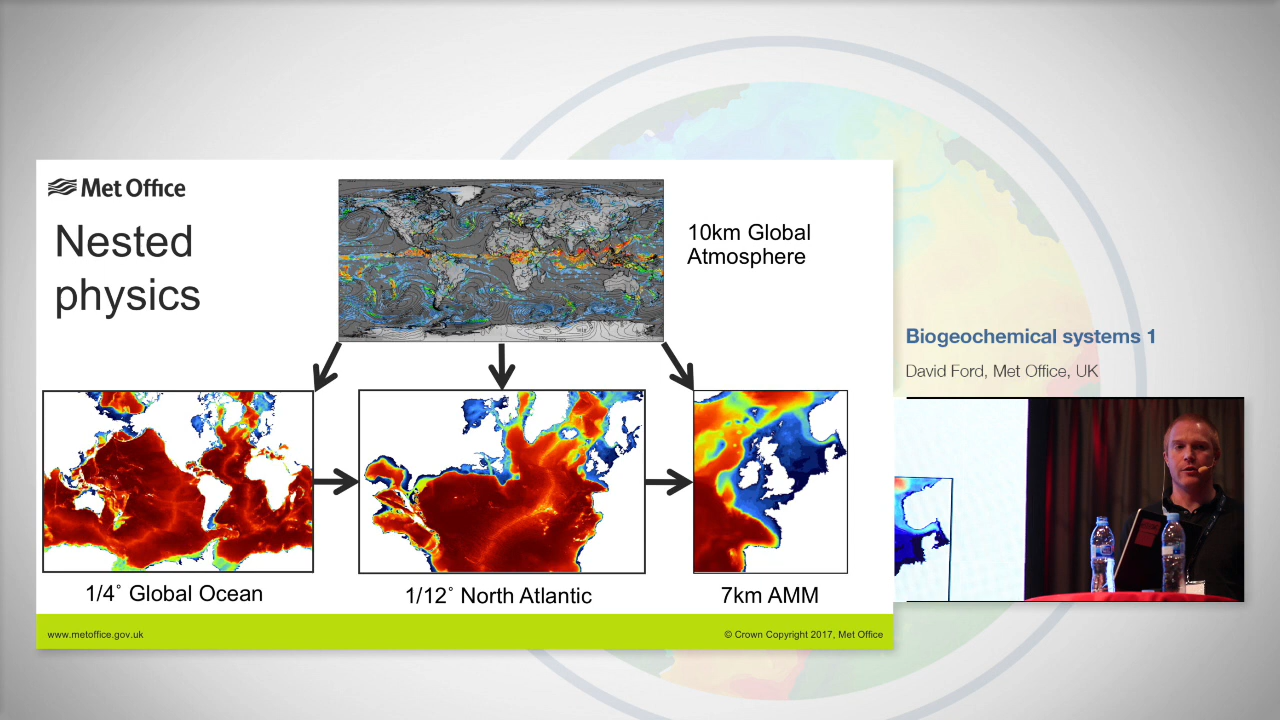 Met Office
Nested
physics
10km Global
Atmosphere
1/4˚ Global Ocean
1/12˚ North Atlantic
7km AMM
www.metoffice.gov.uk
© Crown Copyright 2017, Met Office
Biogeochemical systems 1
David Ford, Met Office, UK